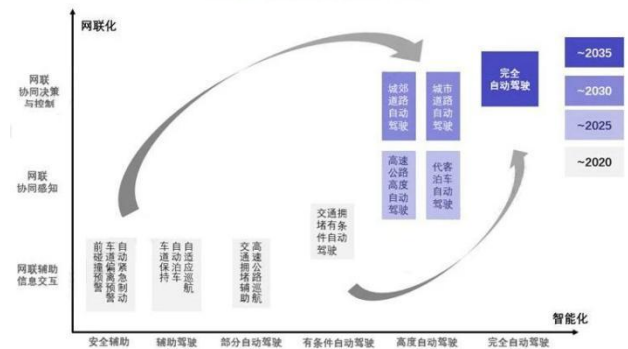 网联化
网联
协同决策
与控制
网联
协同感知
网联辅助
信息交互
前碰撞预警
车道偏离预警
自动紧急制动
车道保持
自动泊车
自适应巡航
交通拥堵辅助
高速公路巡航
交通拥
堵有条
件自动
驾驶
城郊
道路
自动
驾驶
城市
道路
自动
驾驶
高速
公路
高度
自动
驾驶
代客
泊车
自动
驾驶
完全
自动驾驶
~2035
~2030
~2025
~2020
智能化
安全辅助
辅助驾驶
部分自动驾驶
有条件自动驾驶
高度自动驾驶
完全自动驾驶